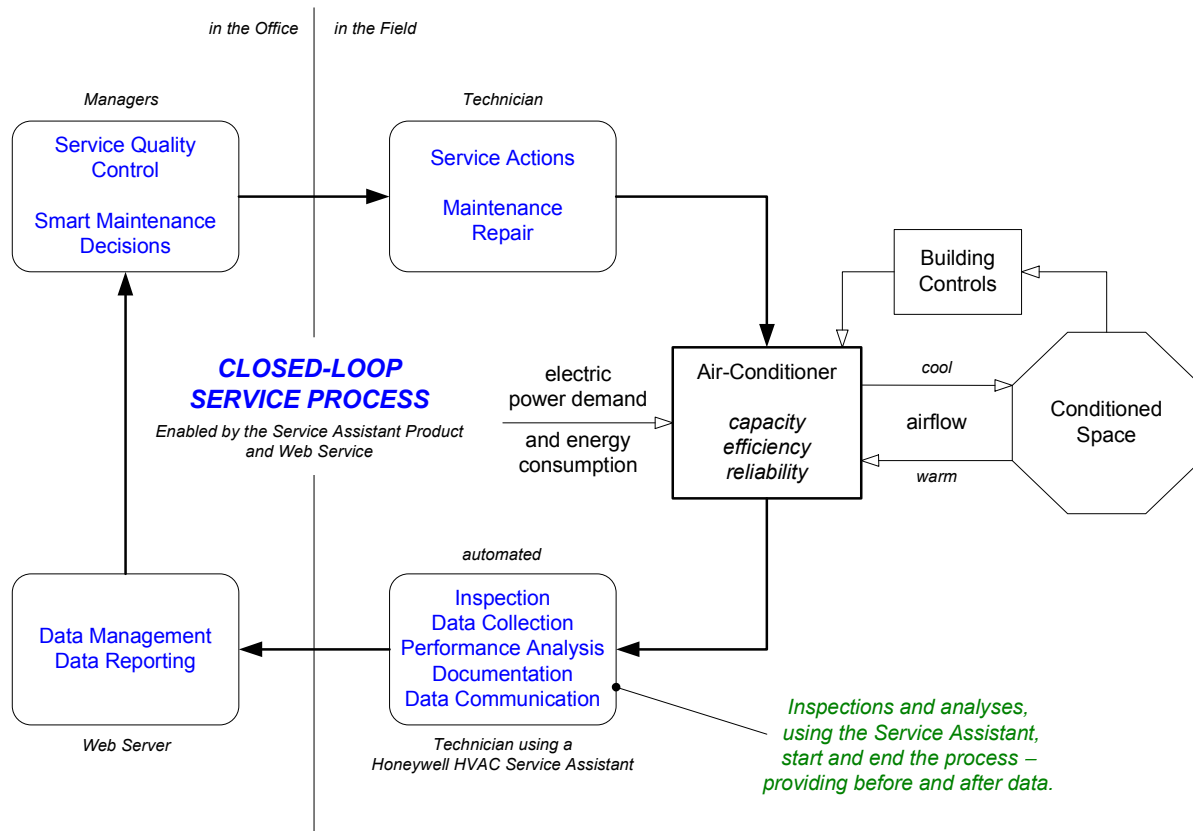 in the Office
in the Field
Managers
Technician
Service Quality
Control
Smart Maintenance
Decisions
Service Actions
Maintenance
Repair
Building
Controls
CLOSED-LOOP
SERVICE PROCESS
Enabled by the Service Assistant Product
and Web Service
electric
power demand
and energy
consumption
Air-Conditioner
capacity
efficiency
reliability
cool
airflow
warm
Conditioned
Space
automated
Inspection
Data Collection
Performance Analysis
Documentation
Data Communication
Data Management
Data Reporting
Web Server
Technician using a
Honeywell HVAC Service Assistant
Inspections and analyses,
using the Service Assistant,
start and end the process –
providing before and after data.